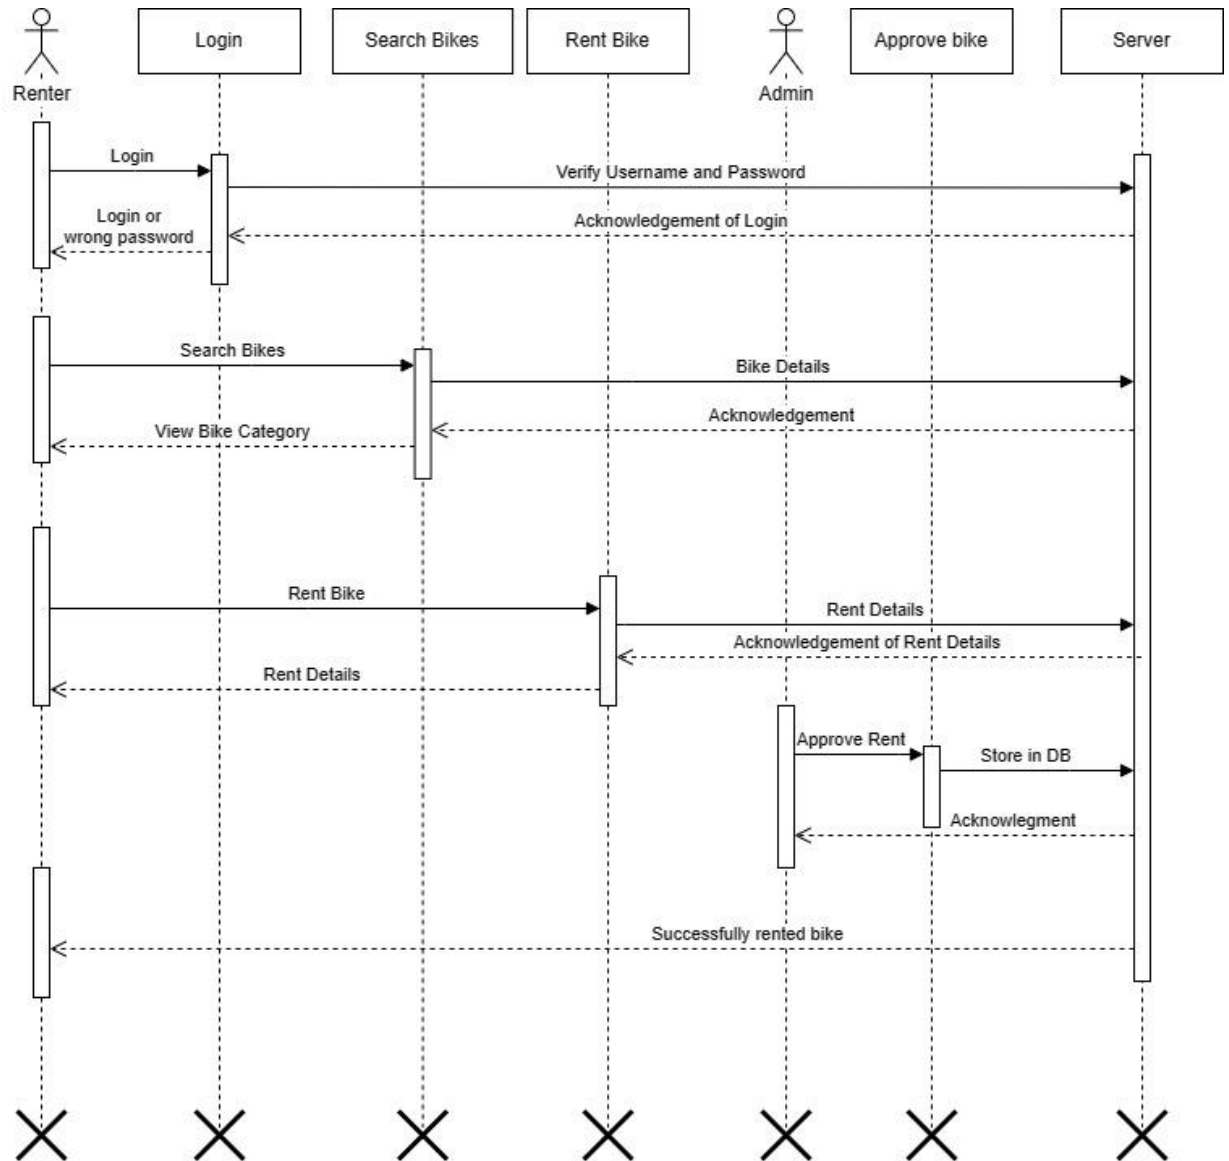 Login
Search Bikes
Rent Bike
Approve bike
Server
Renter
Admin
Login
Verify Username and Password
Login or
wrong password
Acknowledgement of Login
Search Bikes
Bike Details
Acknowledgement
View Bike Category
Rent Bike
Rent Details
Acknowledgement of Rent Details
Rent Details
Approve Rent
Store in DB
Acknowlegment
Successfully rented bike